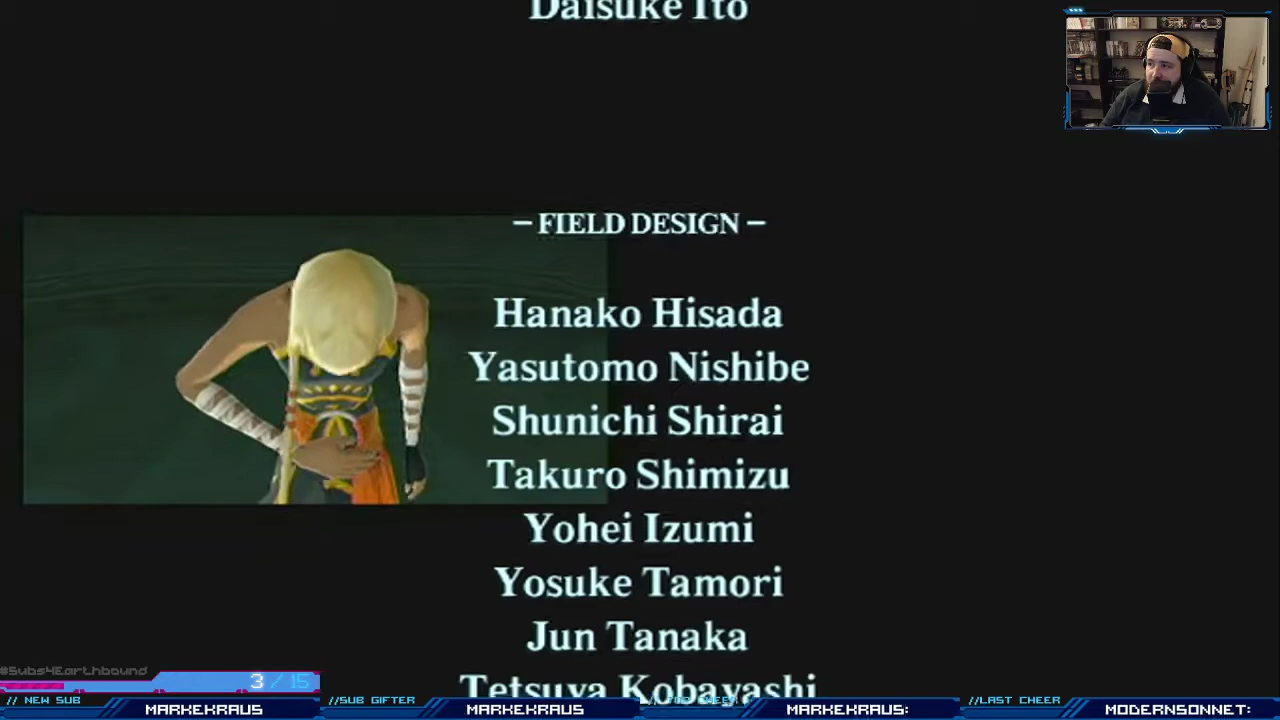 Daisuke Ito
– FIELD DESIGN –
Hanako Hisada
Yasutomo Nishibe
Shunichi Shirai
Takuro Shimizu
Yohei Izumi
Yosuke Tamori
Jun Tanaka
Tetsuya Kobayashi
#Subs4Earthbound
3 / 15
// NEW SUB
MARKEKRAUS
//SUB GIFTER
MARKEKRAUS
MARKEKRAUS:
//LAST CHEER
MODERNSONNET: